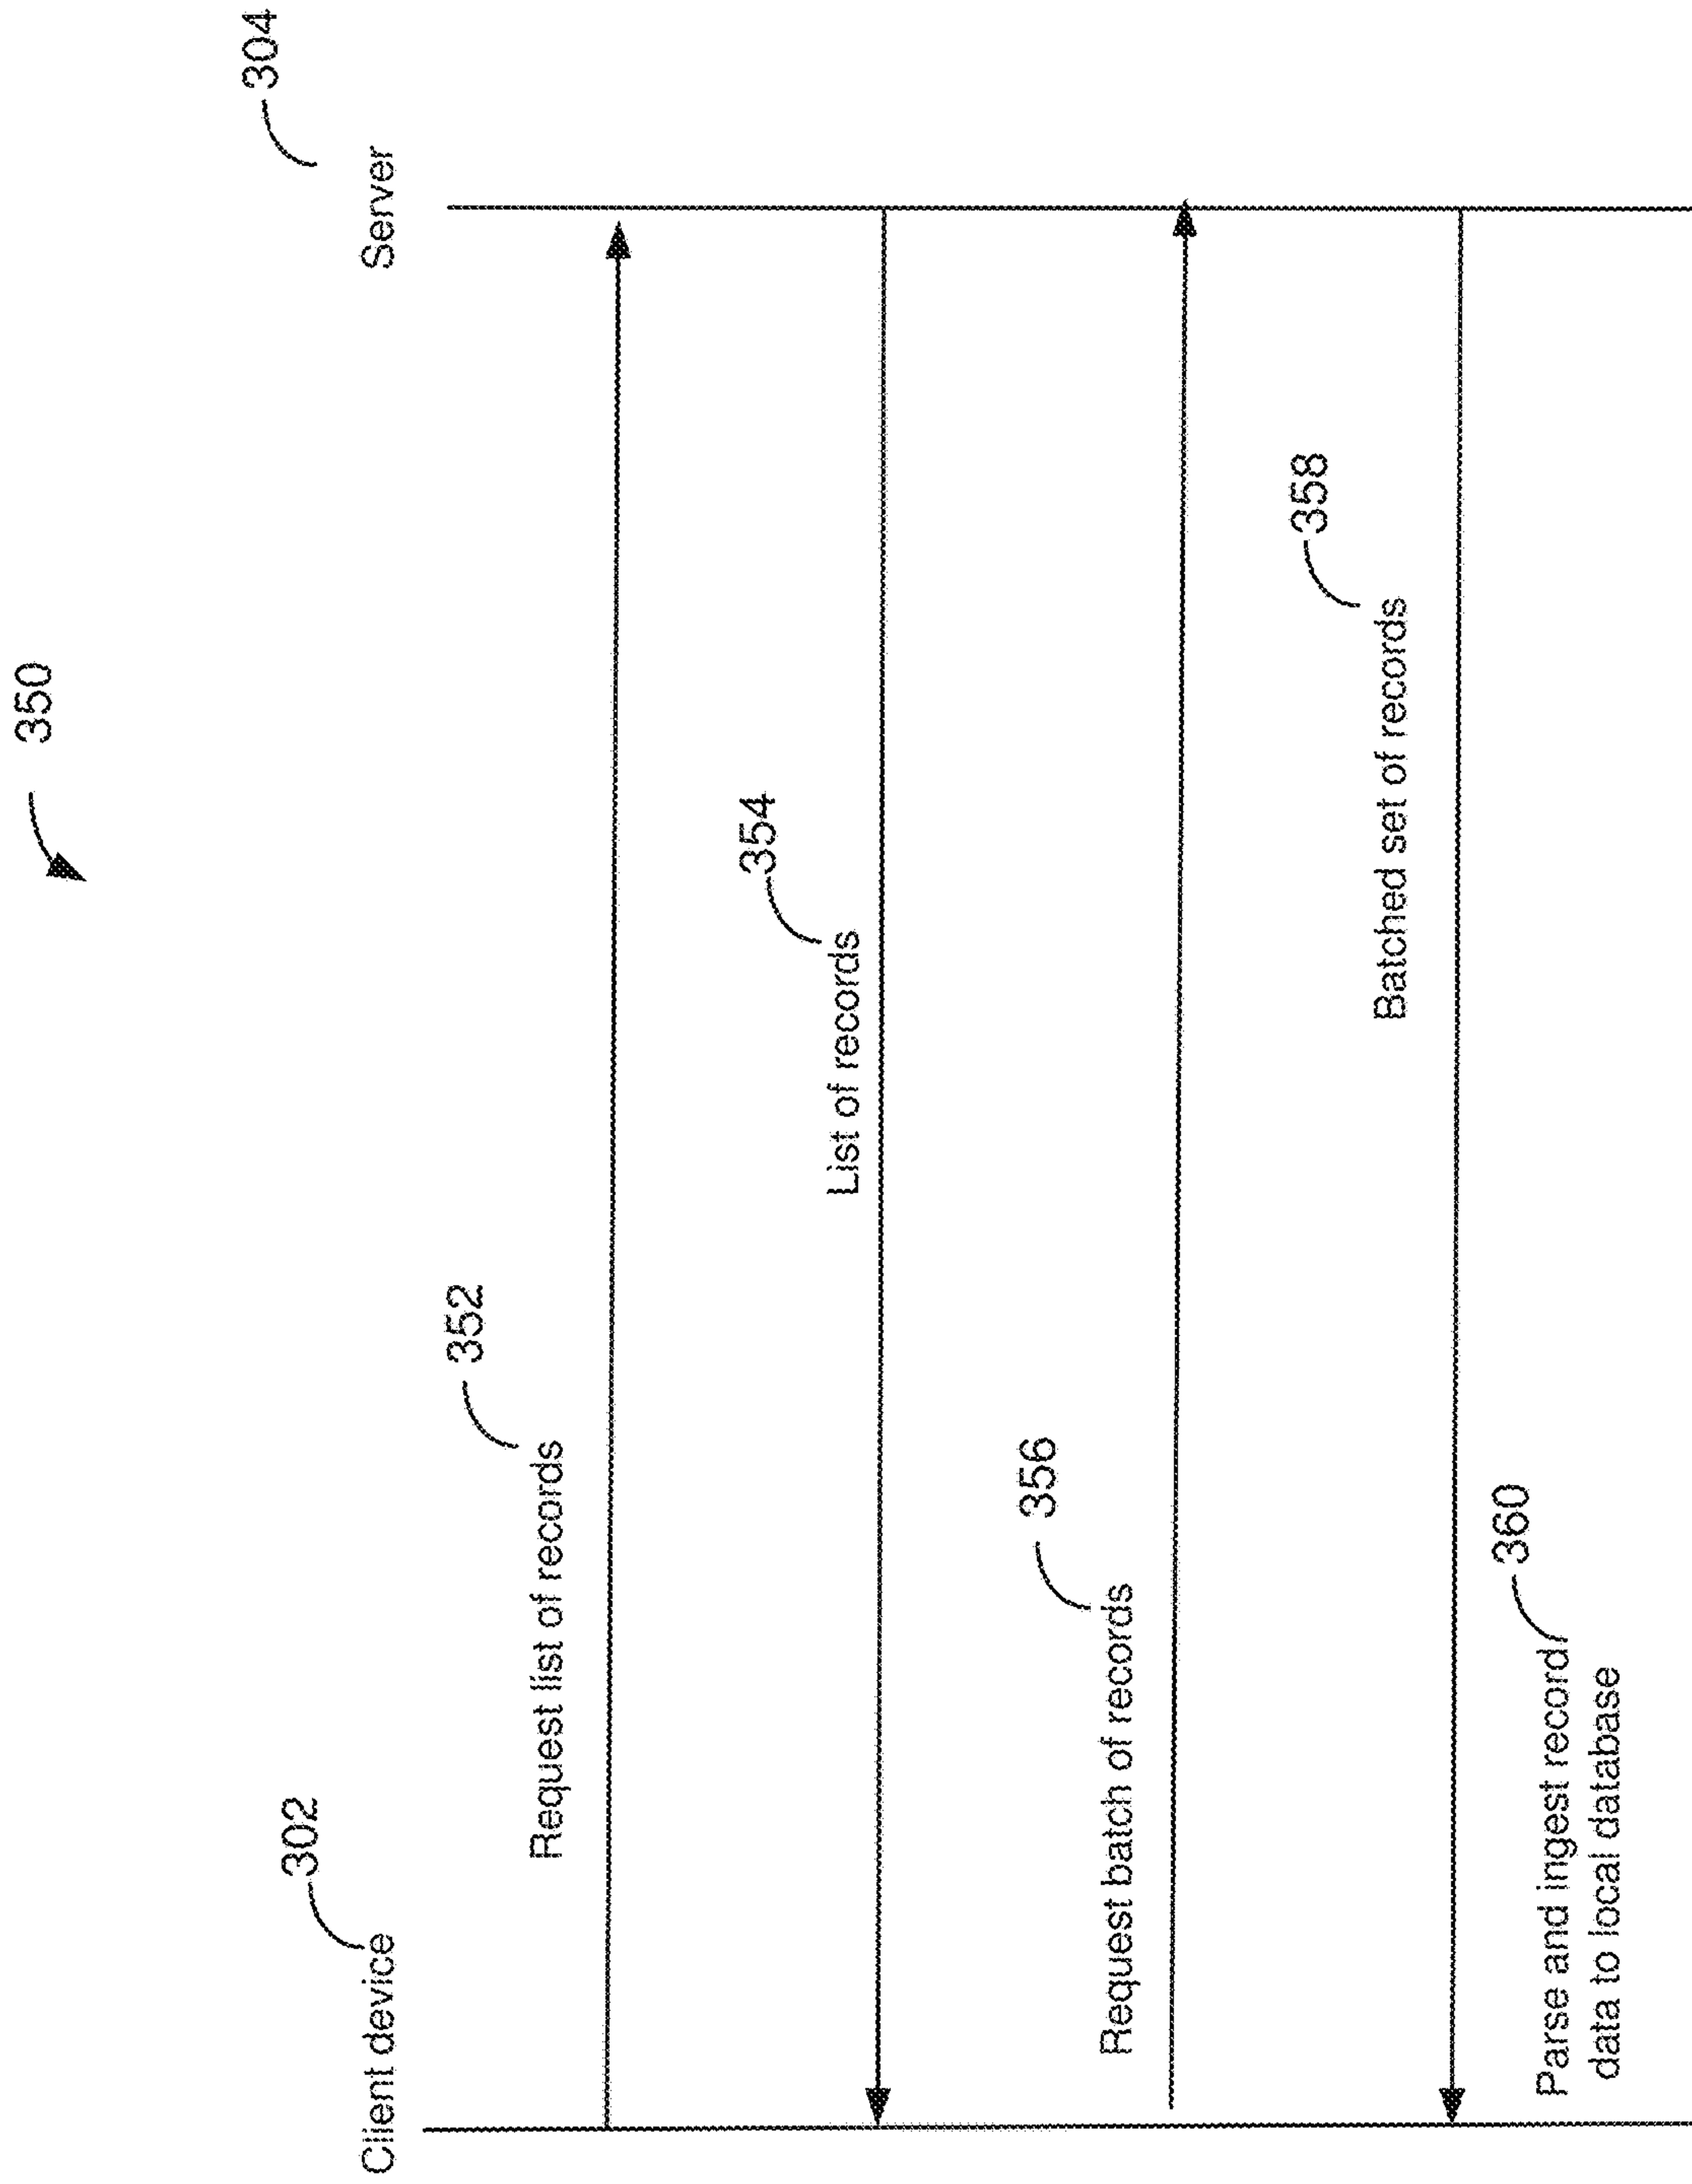 350
Client device
302
Server
304
Request list of records
352
List of records
354
Request batch of records
356
Batched set of records
358
Parse and ingest record
data to local database
360